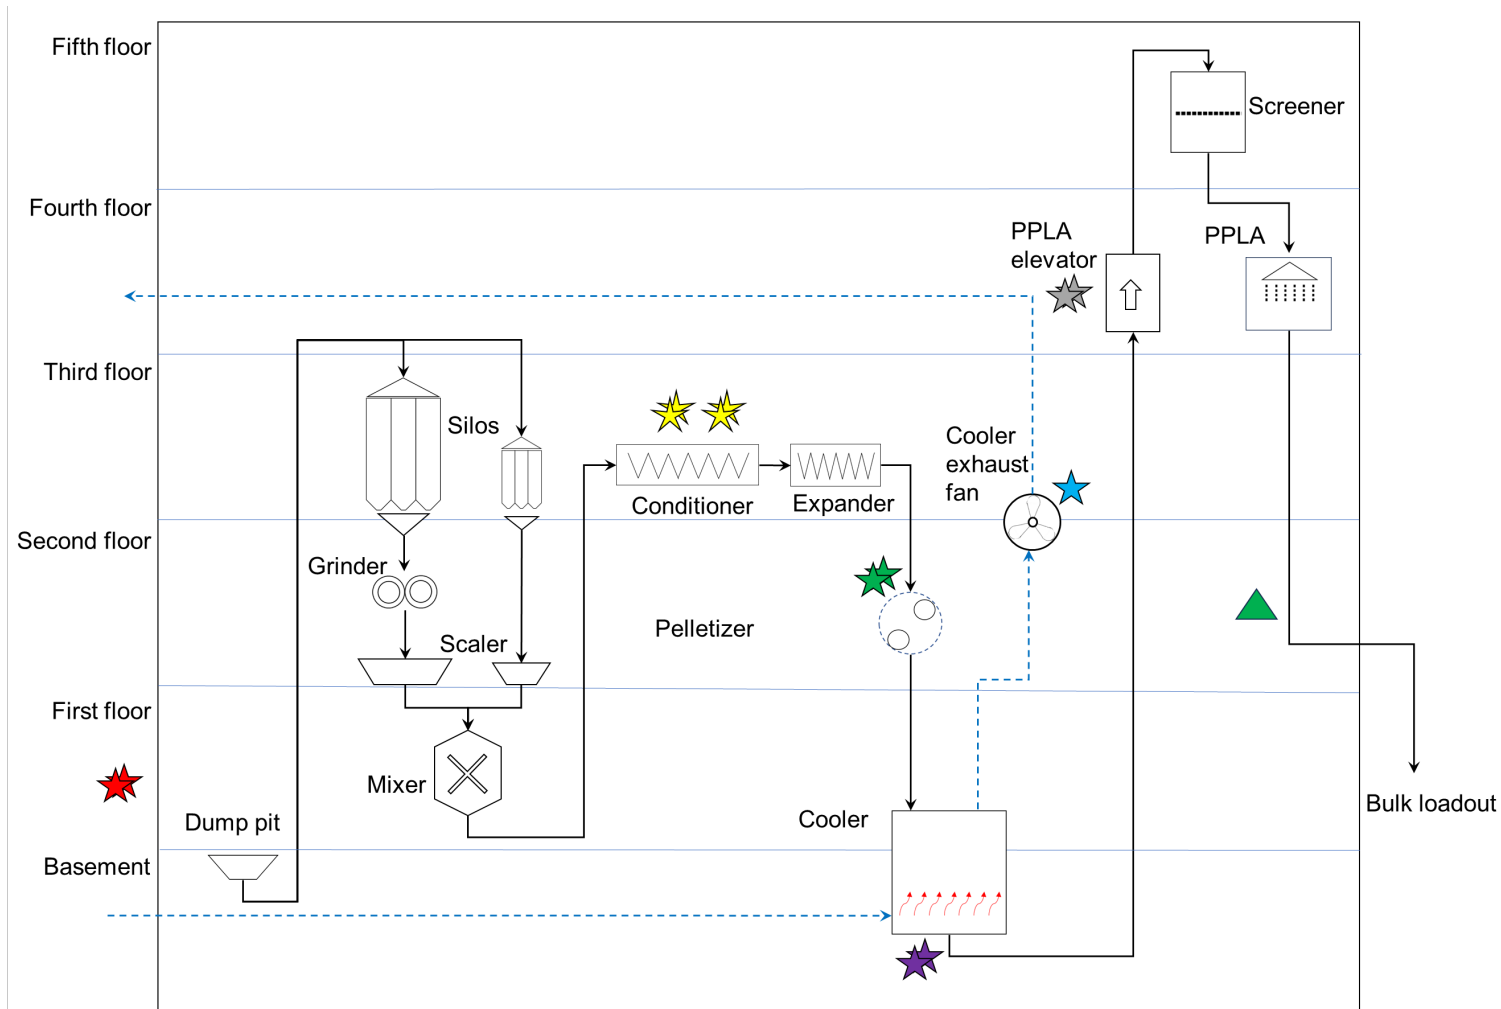 Fifth floor
Screener
Fourth floor
PPLA
elevator
PPLA
Third floor
Silos
Cooler
exhaust
fan
Conditioner
Expander
Second floor
Grinder
Pelletizer
Scaler
First floor
Mixer
Dump pit
Cooler
Bulk loadout
Basement